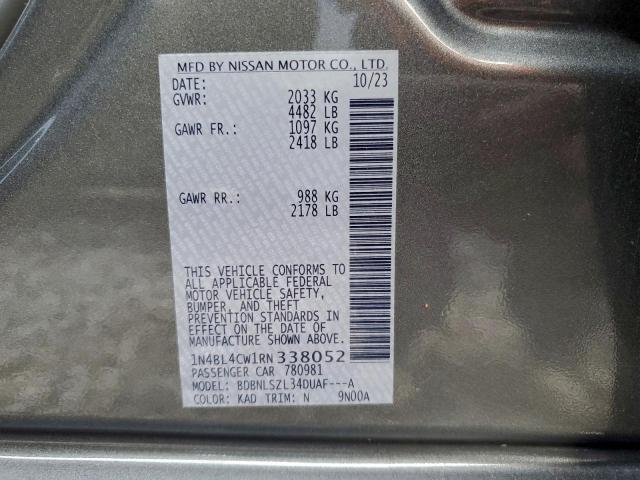 MFD BY NISSAN MOTOR CO., LTD.
DATE: 10/23
GVWR: 2033 KG
4482 LB
GAWR FR.: 1097 KG
2418 LB
GAWR RR.: 988 KG
2178 LB
THIS VEHICLE CONFORMS TO
ALL APPLICABLE FEDERAL
MOTOR VEHICLE SAFETY,
BUMPER, AND THEFT
PREVENTION STANDARDS IN
EFFECT ON THE DATE OF
MANUFACTURE SHOWN ABOVE.
1N4BL4CW1RN338052
PASSENGER CAR 780981
MODEL: BDBNLSZL34DUAF---A
COLOR: KAD TRIM: N 9N00A